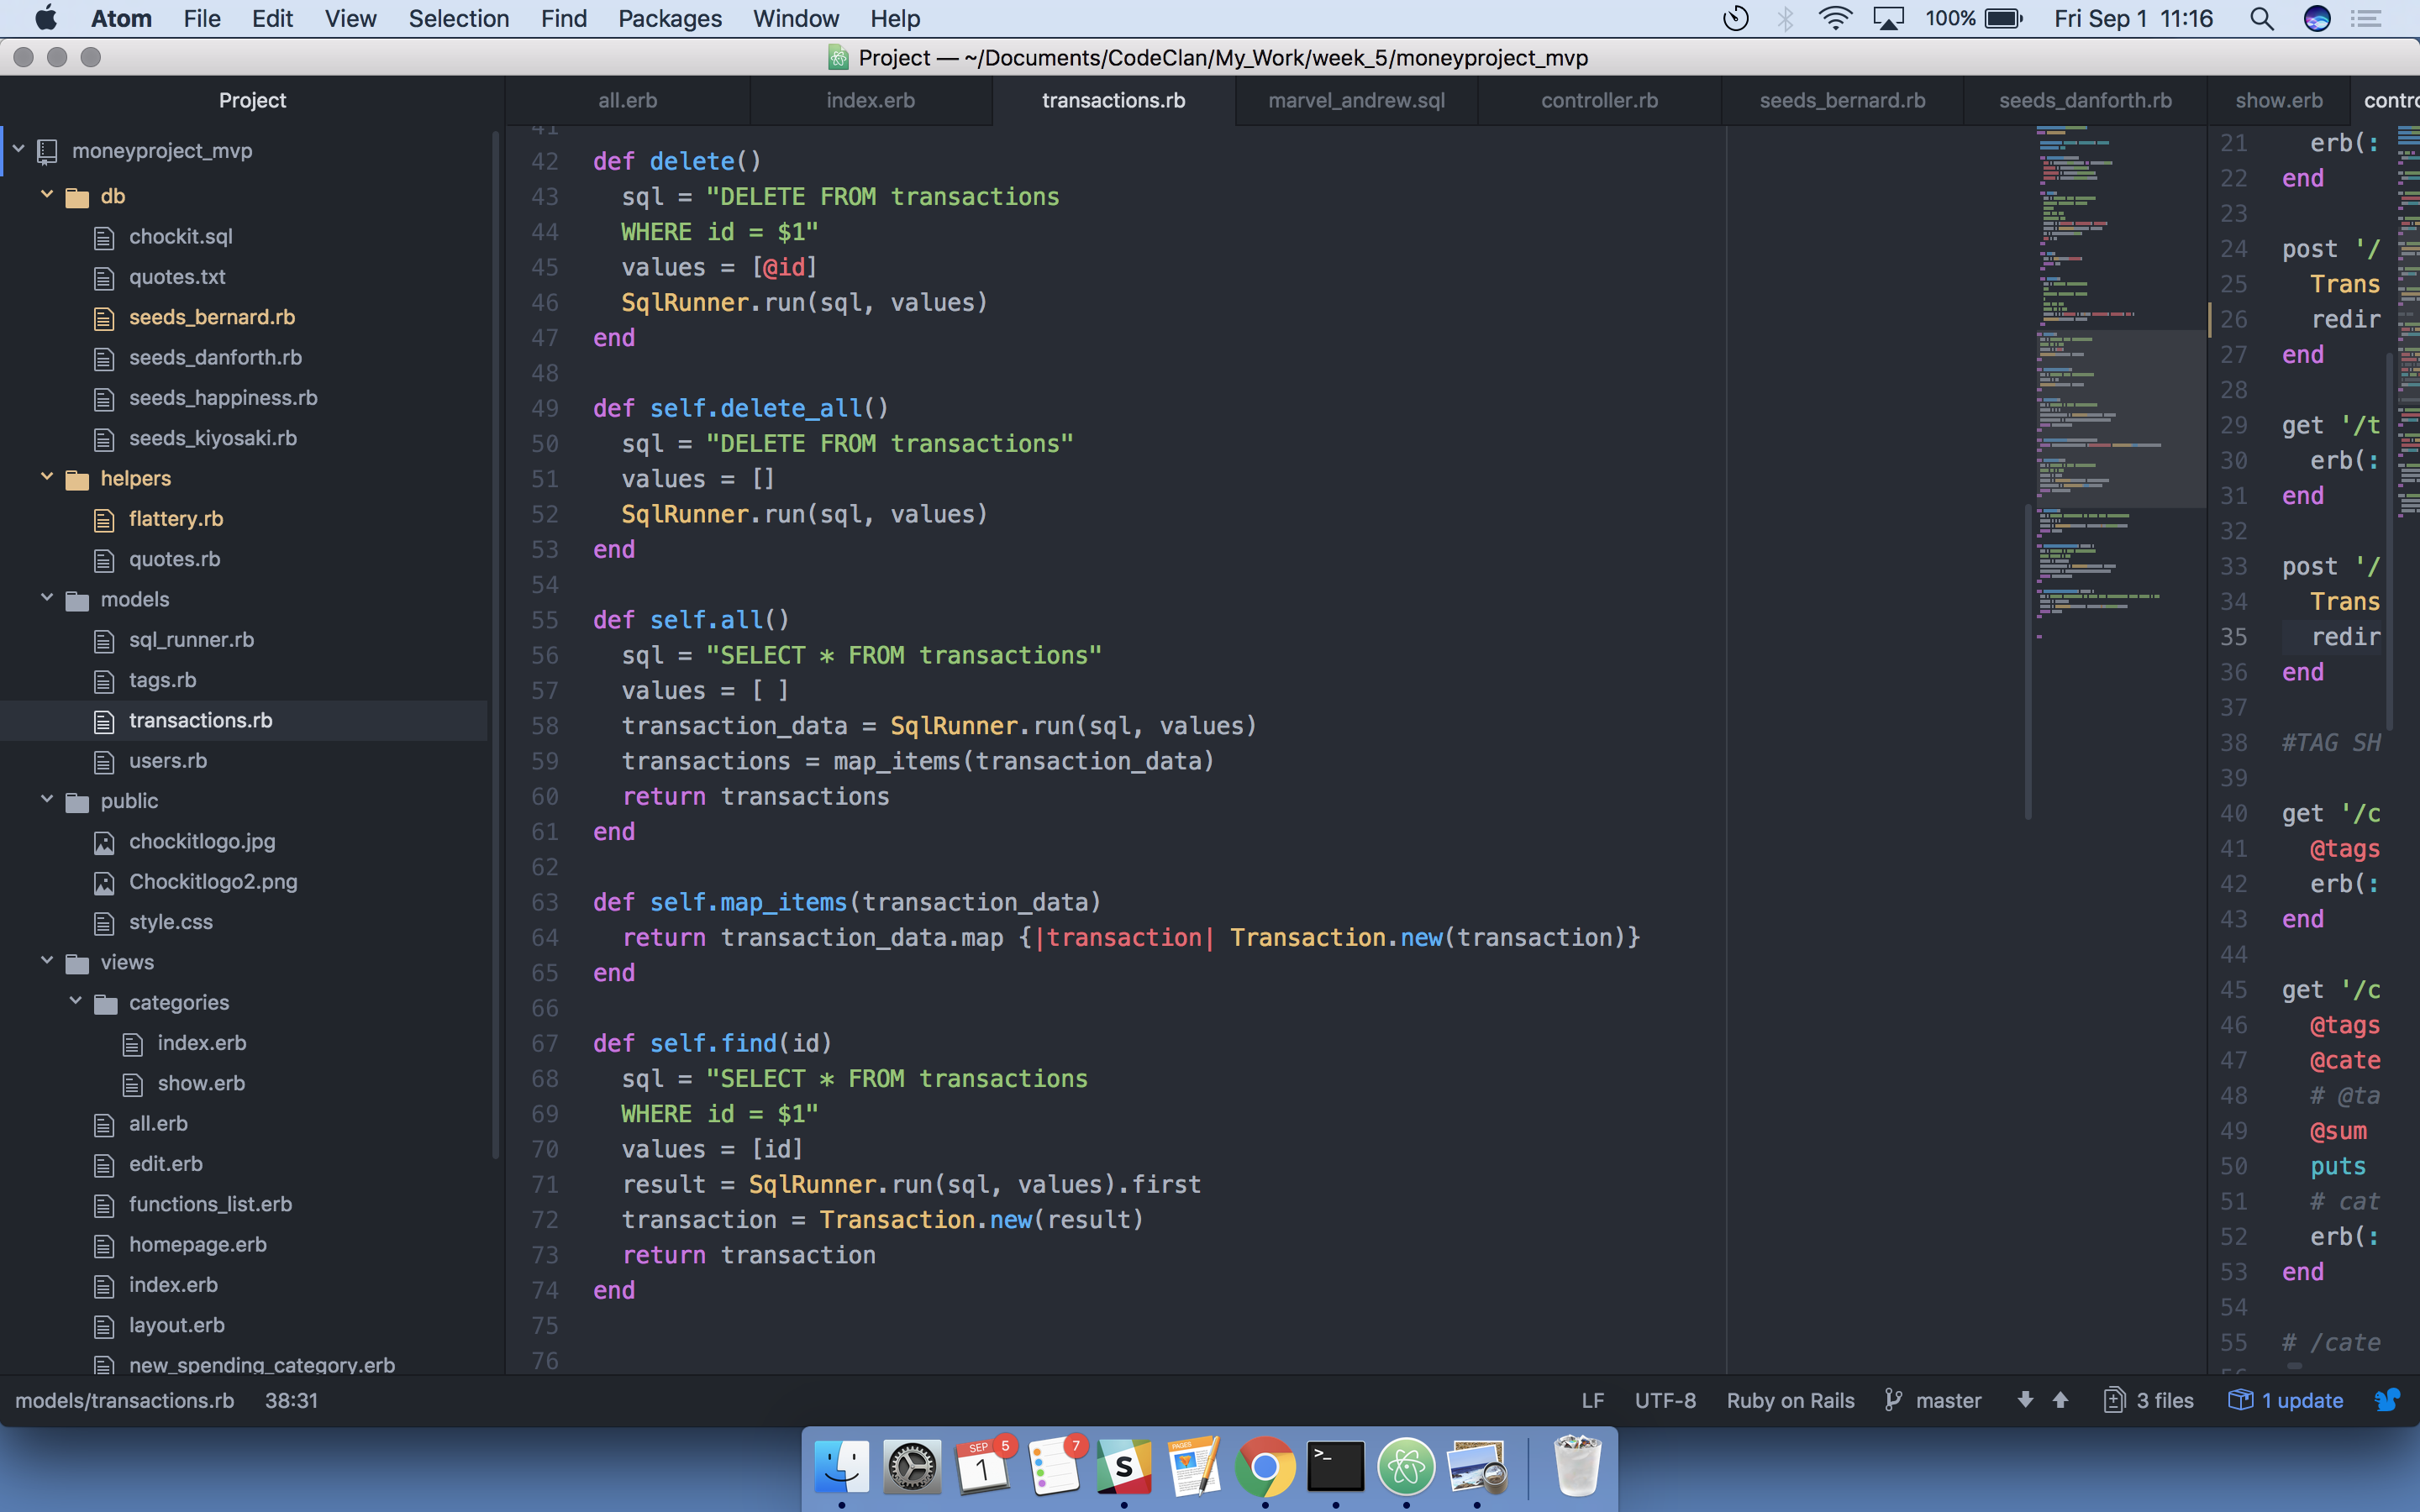 Atom File Edit View Selection Find Packages Window Help 100% Fri Sep 1 11:16
Project — ~/Documents/CodeClan/My_Work/week_5/moneyproject_mvp
Project
all.erb index.erb transactions.rb marvel_andrew.sql controller.rb seeds_bernard.rb seeds_danforth.rb show.erb contro
moneyproject_mvp
db
chockit.sql
quotes.txt
seeds_bernard.rb
seeds_danforth.rb
seeds_happiness.rb
seeds_kiyosaki.rb
helpers
flattery.rb
quotes.rb
models
sql_runner.rb
tags.rb
transactions.rb
users.rb
public
chockitlogo.jpg
Chockitlogo2.png
style.css
views
categories
index.erb
show.erb
all.erb
edit.erb
functions_list.erb
homepage.erb
index.erb
layout.erb
new_spending_category.erb
41
42 def delete()
43 sql = "DELETE FROM transactions
44 WHERE id = $1"
45 values = [@id]
46 SqlRunner.run(sql, values)
47 end
48
49 def self.delete_all()
50 sql = "DELETE FROM transactions"
51 values = []
52 SqlRunner.run(sql, values)
53 end
54
55 def self.all()
56 sql = "SELECT * FROM transactions"
57 values = [ ]
58 transaction_data = SqlRunner.run(sql, values)
59 transactions = map_items(transaction_data)
60 return transactions
61 end
62
63 def self.map_items(transaction_data)
64 return transaction_data.map {|transaction| Transaction.new(transaction)}
65 end
66
67 def self.find(id)
68 sql = "SELECT * FROM transactions
69 WHERE id = $1"
70 values = [id]
71 result = SqlRunner.run(sql, values).first
72 transaction = Transaction.new(result)
73 return transaction
74 end
75
76
21 erb(:
22 end
23
24 post '/
25 Trans
26 redir
27 end
28
29 get '/t
30 erb(:
31 end
32
33 post '/
34 Trans
35 redir
36 end
37
38 #TAG SH
39
40 get '/c
41 @tags
42 erb(:
43 end
44
45 get '/c
46 @tags
47 @cate
48 # @ta
49 @sum
50 puts
51 # cat
52 erb(:
53 end
54
55 # /cate
models/transactions.rb 38:31 LF UTF-8 Ruby on Rails master 3 files 1 update
SEP 5
1
7
S
PAGES
>_